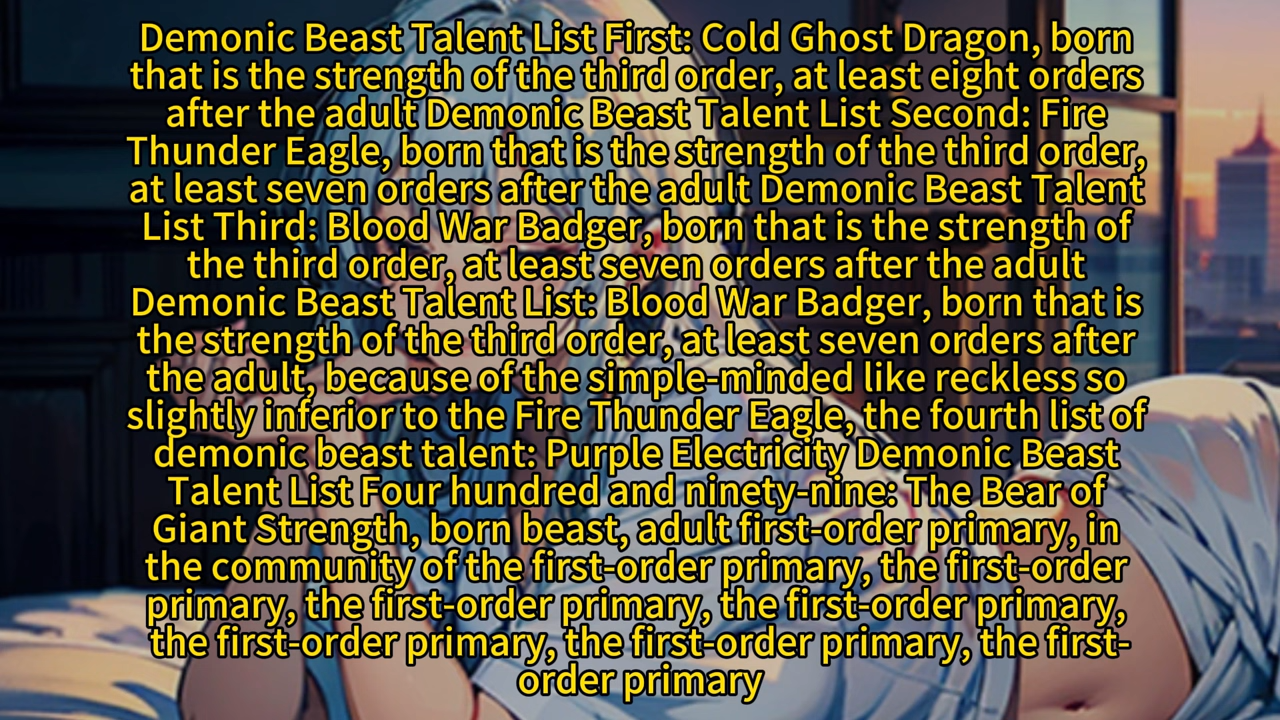 Demonic Beast Talent List First: Cold Ghost Dragon, born
that is the strength of the third order, at least eight orders
after the adult Demonic Beast Talent List Second: Fire
Thunder Eagle, born that is the strength of the third order,
at least seven orders after the adult Demonic Beast Talent
List Third: Blood War Badger, born that is the strength of
the third order, at least seven orders after the adult
Demonic Beast Talent List: Blood War Badger, born that is
the strength of the third order, at least seven orders after
the adult, because of the simple-minded like reckless so
slightly inferior to the Fire Thunder Eagle, the fourth list of
demonic beast talent: Purple Electricity Demonic Beast
Talent List Four hundred and ninety-nine: The Bear of
Giant Strength, born beast, adult first-order primary, in
the community of the first-order primary, the first-order
primary, the first-order primary, the first-order primary,
the first-order primary, the first-order primary, the first-
order primary